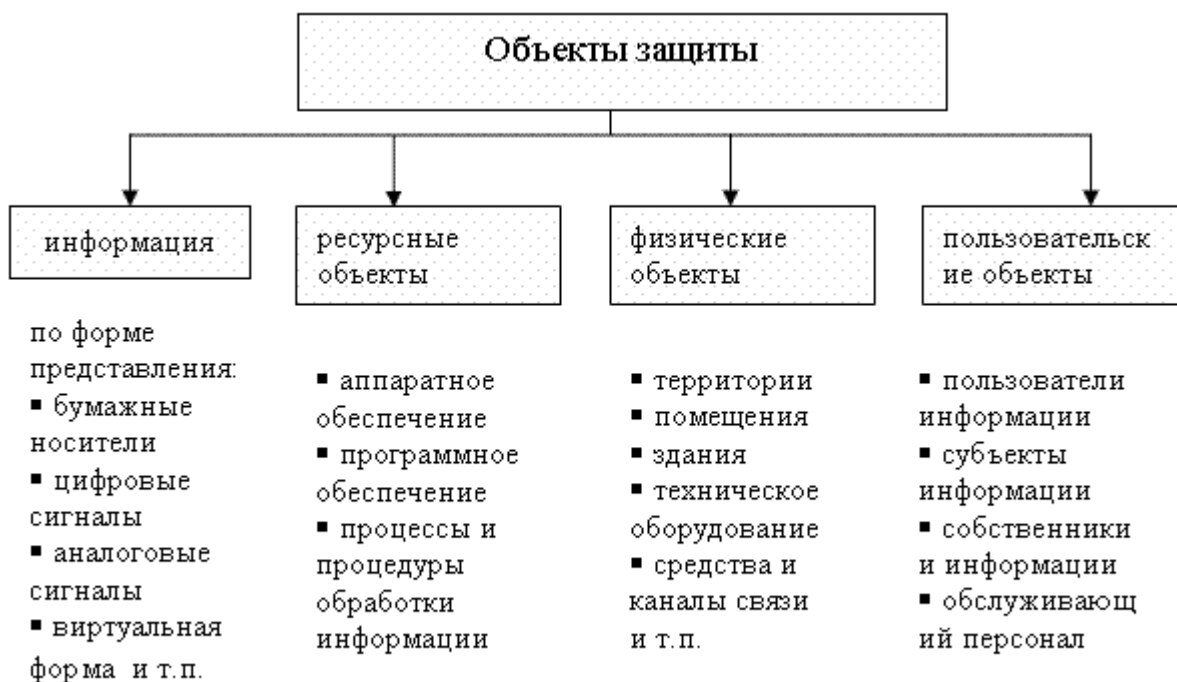 Объекты защиты
информация
по форме
представления:
▪ бумажные
носители
▪ цифровые
сигналы
▪ аналоговые
сигналы
▪ виртуальная
форма и т.п.
ресурсные
объекты
▪ аппаратное
обеспечение
▪ программное
обеспечение
▪ процессы и
процедуры
обработки
информации
физические
объекты
▪ территории
▪ помещения
▪ здания
▪ техническое
оборудование
▪ средства и
каналы связи
и т.п.
пользовательск
ие объекты
▪ пользователи
информации
▪ субъекты
информации
▪ собственники
и информации
▪ обслуживающ
ий персонал